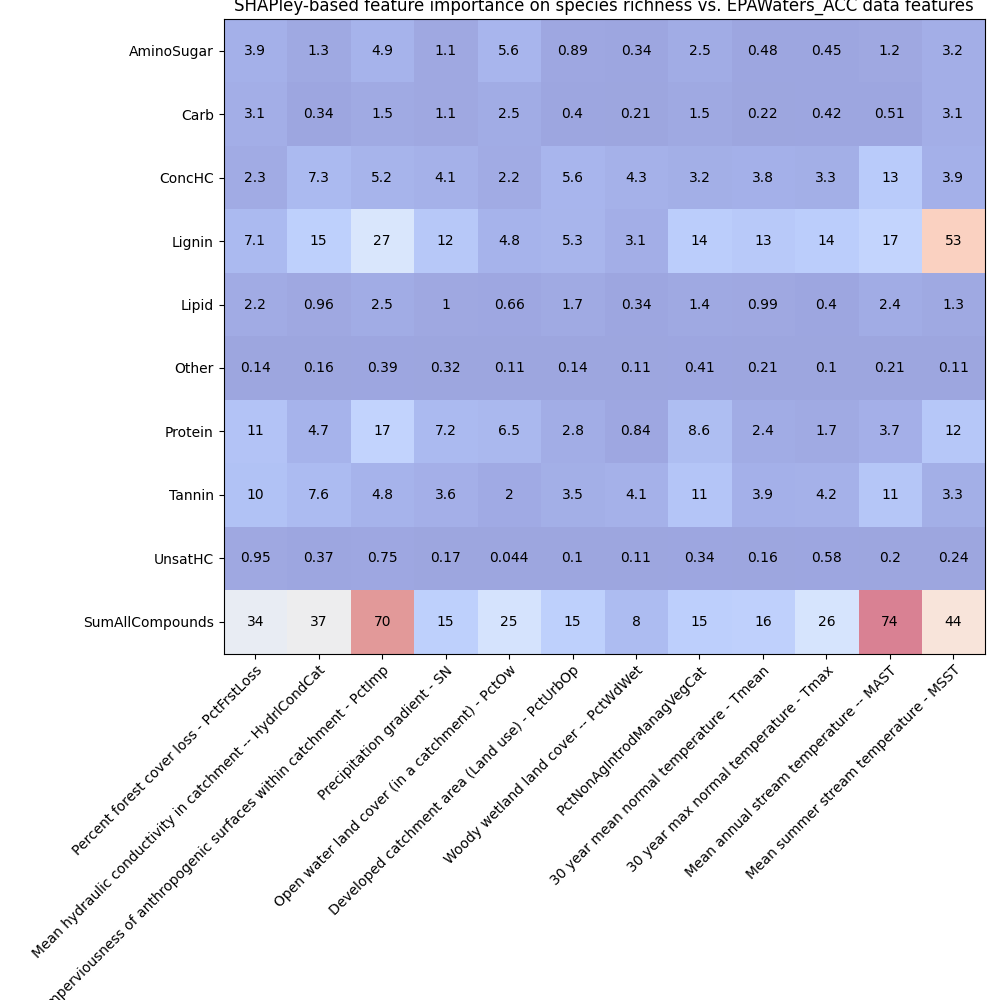 SHAPley-based feature importance on species richness vs. EPAWaters_ACC data features
AminoSugar 3.9 1.3 4.9 1.1 5.6 0.89 0.34 2.5 0.48 0.45 1.2 3.2
Carb 3.1 0.34 1.5 1.1 2.5 0.4 0.21 1.5 0.22 0.42 0.51 3.1
ConcHC 2.3 7.3 5.2 4.1 2.2 5.6 4.3 3.2 3.8 3.3 13 3.9
Lignin 7.1 15 27 12 4.8 5.3 3.1 14 13 14 17 53
Lipid 2.2 0.96 2.5 1 0.66 1.7 0.34 1.4 0.99 0.4 2.4 1.3
Other 0.14 0.16 0.39 0.32 0.11 0.14 0.11 0.41 0.21 0.1 0.21 0.11
Protein 11 4.7 17 7.2 6.5 2.8 0.84 8.6 2.4 1.7 3.7 12
Tannin 10 7.6 4.8 3.6 2 3.5 4.1 11 3.9 4.2 11 3.3
UnsatHC 0.95 0.37 0.75 0.17 0.044 0.1 0.11 0.34 0.16 0.58 0.2 0.24
SumAllCompounds 34 37 70 15 25 15 8 15 16 26 74 44
Percent forest cover loss - PctFrstLoss
Mean hydraulic conductivity in catchment -- HydrlCondCat
mperviousness of anthropogenic surfaces within catchment - PctImp
Precipitation gradient - SN
Open water land cover (in a catchment) - PctOw
Developed catchment area (Land use) - PctUrbOp
Woody wetland land cover -- PctWdWet
PctNonAgIntrodManagVegCat
30 year mean normal temperature - Tmean
30 year max normal temperature - Tmax
Mean annual stream temperature -- MAST
Mean summer stream temperature - MSST